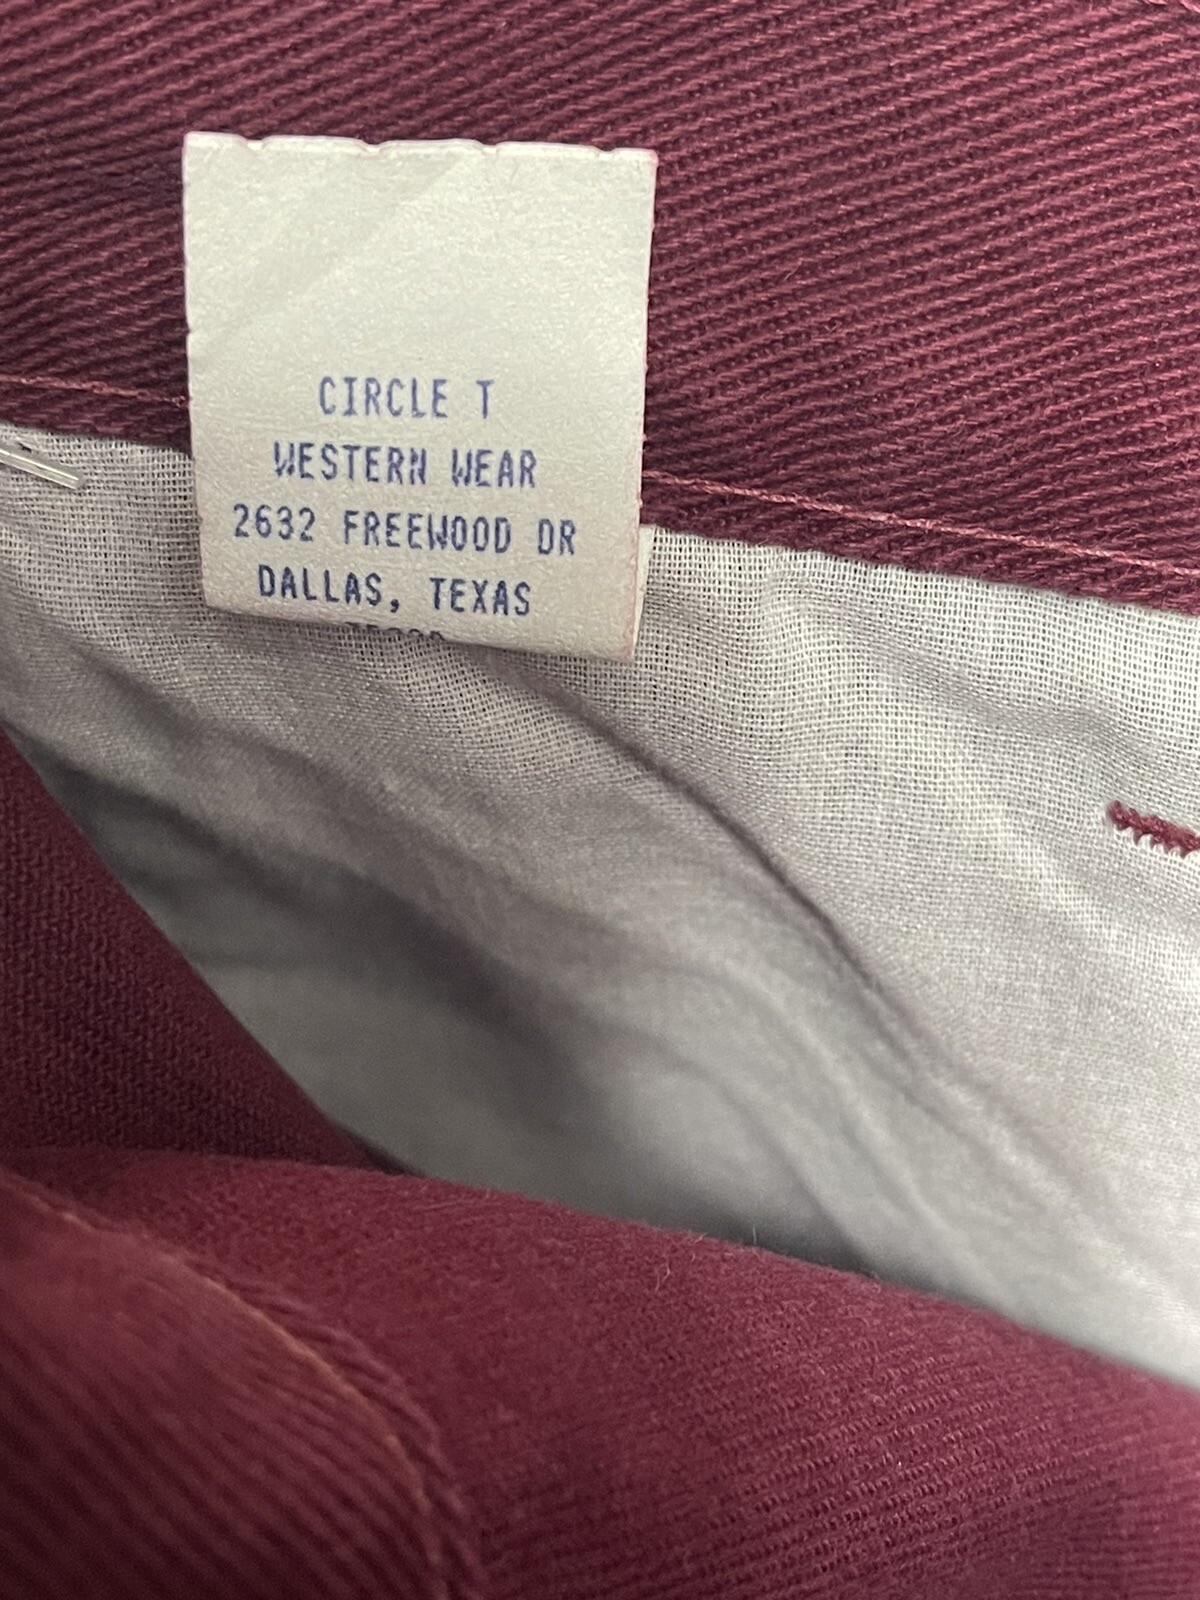 CIRCLE T
WESTERN WEAR
2632 FREEWOOD DR
DALLAS, TEXAS